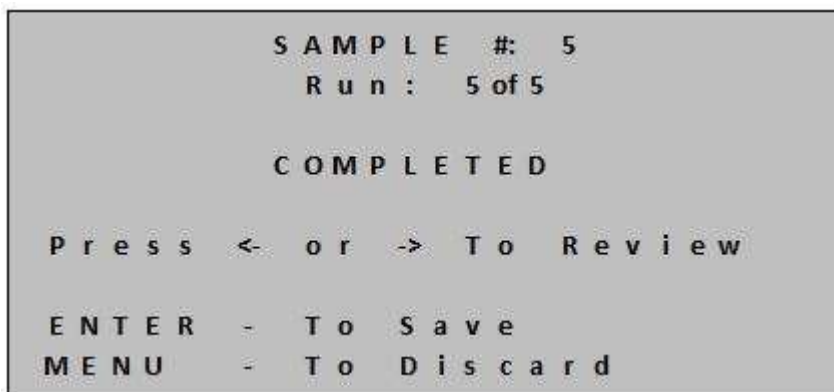 SAMPLE #: 5
Run: 5 of 5
COMPLETED
Press <- or -> To Review
ENTER - To Save
MENU - To Discard